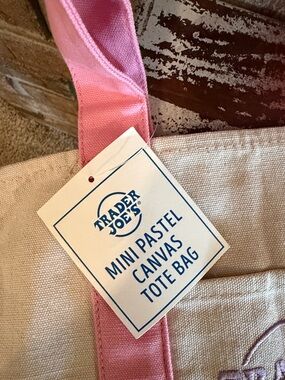 TRADER
JOE'S®
MINI PASTEL
CANVAS
TOTE BAG